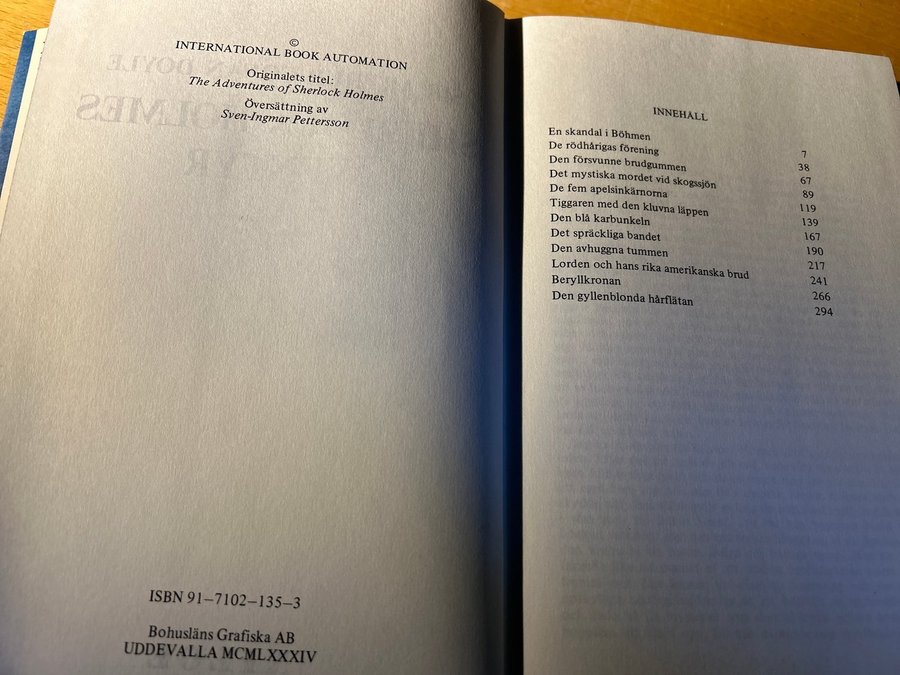 ©
INTERNATIONAL BOOK AUTOMATION
Originalets titel:
The Adventures of Sherlock Holmes
Översättning av
Sven-Ingmar Pettersson
ISBN 91–7102–135–3
Bohusläns Grafiska AB
UDDEVALLA MCMLXXXIV
INNEHÅLL
En skandal i Böhmen 7
De rödhårigas förening 38
Den försvunne brudgummen 67
Det mystiska mordet vid skogssjön 89
De fem apelsinkärnorna 119
Tiggaren med den kluvna läppen 139
Den blå karbunkeln 167
Det spräckliga bandet 190
Den avhuggna tummen 217
Lorden och hans rika amerikanska brud 241
Beryllkronan 266
Den gyllenblonda hårflätan 294